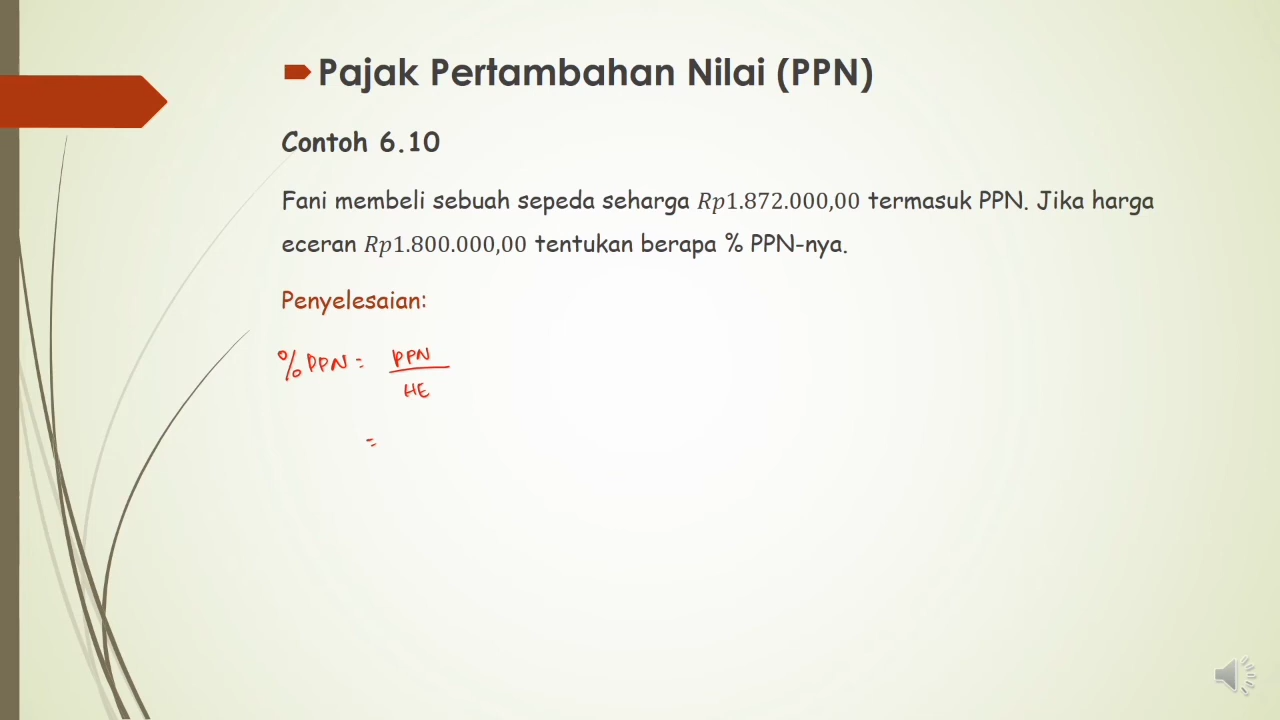 Pajak Pertambahan Nilai (PPN)
Contoh 6.10
Fani membeli sebuah sepeda seharga Rp1.872.000,00 termasuk PPN. Jika harga
eceran Rp1.800.000,00 tentukan berapa % PPN-nya.
Penyelesaian:
% PPN = PPN
HE
=